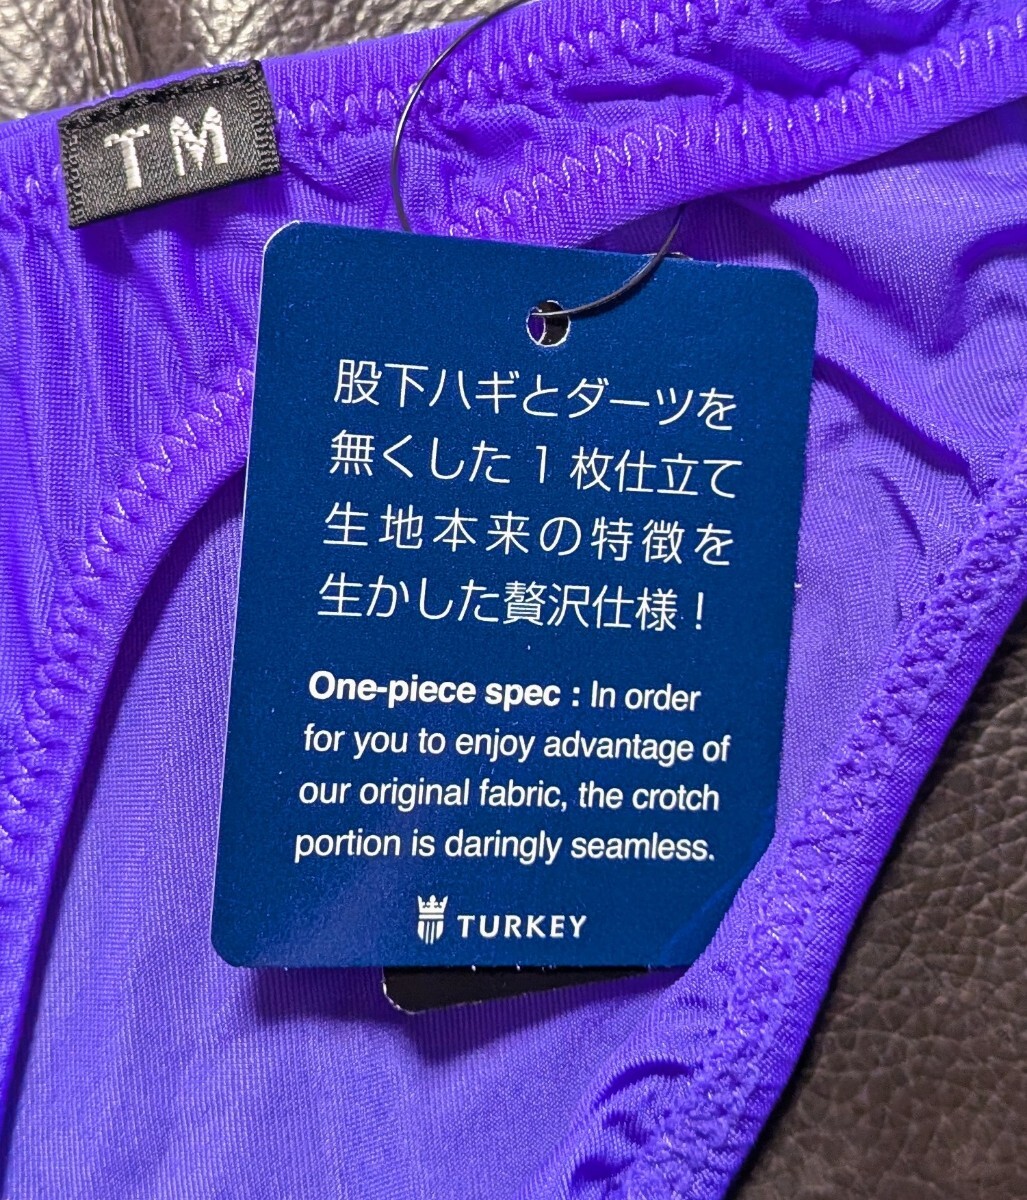 TM
股下ハギとダーツを
無くした1枚仕立て
生地本来の特徴を
生かした贅沢仕様!
One-piece spec : In order
for you to enjoy advantage of
our original fabric, the crotch
portion is daringly seamless.
TURKEY